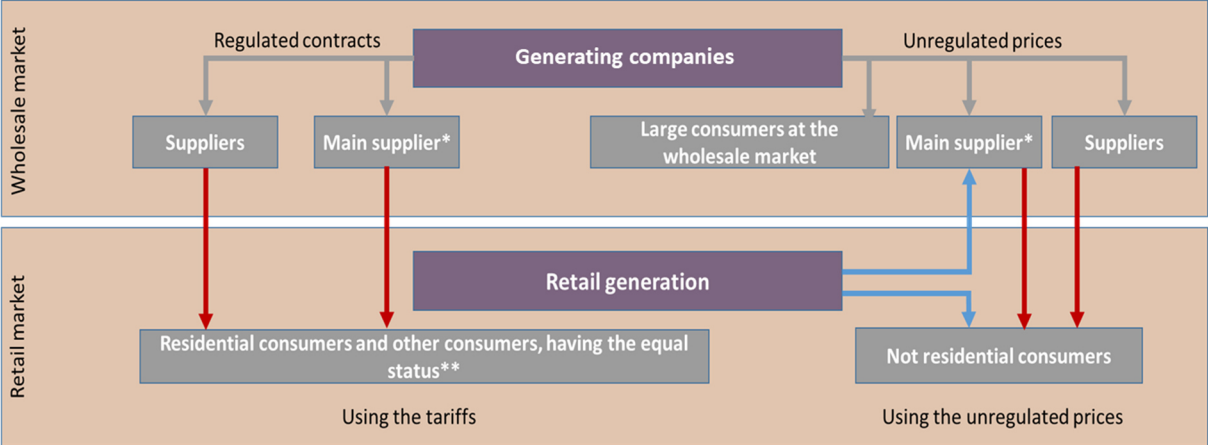 Wholesale market
Regulated contracts
Generating companies
Unregulated prices
Suppliers
Main supplier*
Large consumers at the
wholesale market
Main supplier*
Suppliers
Retail market
Retail generation
Residential consumers and other consumers, having the equal
status**
Not residential consumers
Using the tariffs
Using the unregulated prices